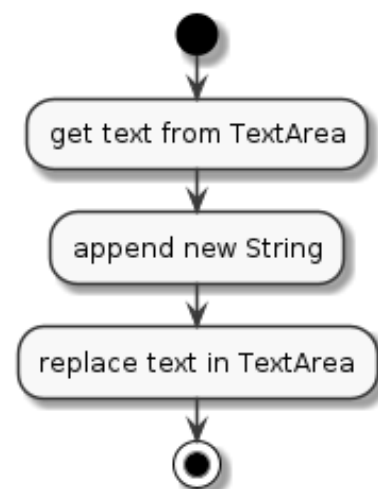 get text from TextArea
append new String
replace text in TextArea